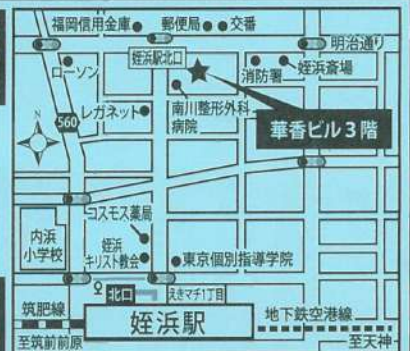 福岡信用金庫
郵便局
交番
明治通り
姪浜駅北口
ローソン
消防署
姪浜斎場
レガネット
南川整形外科
病院
560
N
華香ビル3階
コスモス薬局
内浜
小学校
姪浜
キリスト教会
東京個別指導学院
北口
えきマチ1丁目
筑肥線
姪浜駅
地下鉄空港線
至筑前前原
至天神